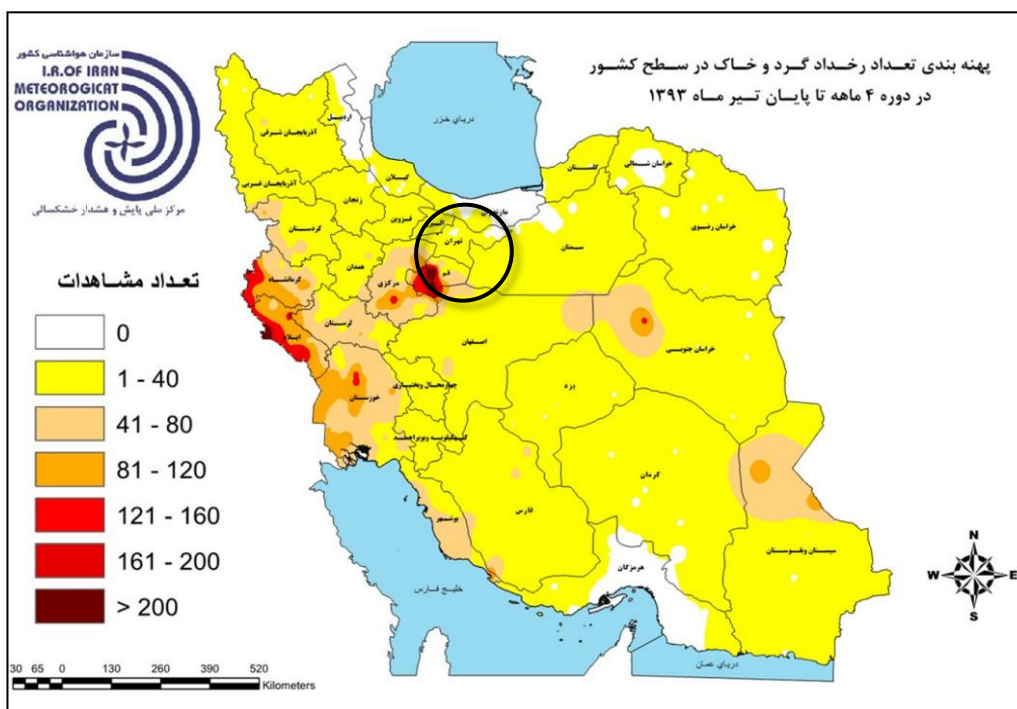 پهنه بندی تعداد رخداد گرد و خاک در سطح کشور
در دوره ۴ ماهه تا پایان تیر ماه ۱۳۹۳
سازمان هواشناسی کشور
I.R.OF IRAN
METEOROGICAT
ORGANIZATION
مرکز ملی پایش و هشدار خشکسالی
تعداد مشاهدات
0
1 - 40
41 - 80
81 - 120
121 - 160
161 - 200
> 200
دریای خزر
اردبیل
آذربایجان شرقی
آذربایجان غربی
گیلان
زنجان
قزوین
کردستان
همدان
تهران
مازندران
گلستان
خراسان شمالی
خراسان رضوی
سمنان
قم
مرکزی
کرمانشاه
لرستان
ایلام
اصفهان
خراسان جنوبی
یزد
چهارمحال وبختیاری
خوزستان
کهگیلویه وبویراحمد
کرمان
فارس
بوشهر
سیستان وبلوچستان
هرمزگان
خلیج فارس
دریای عمان
N
W E
S
30 65 0 130 260 390 520
Kilometers